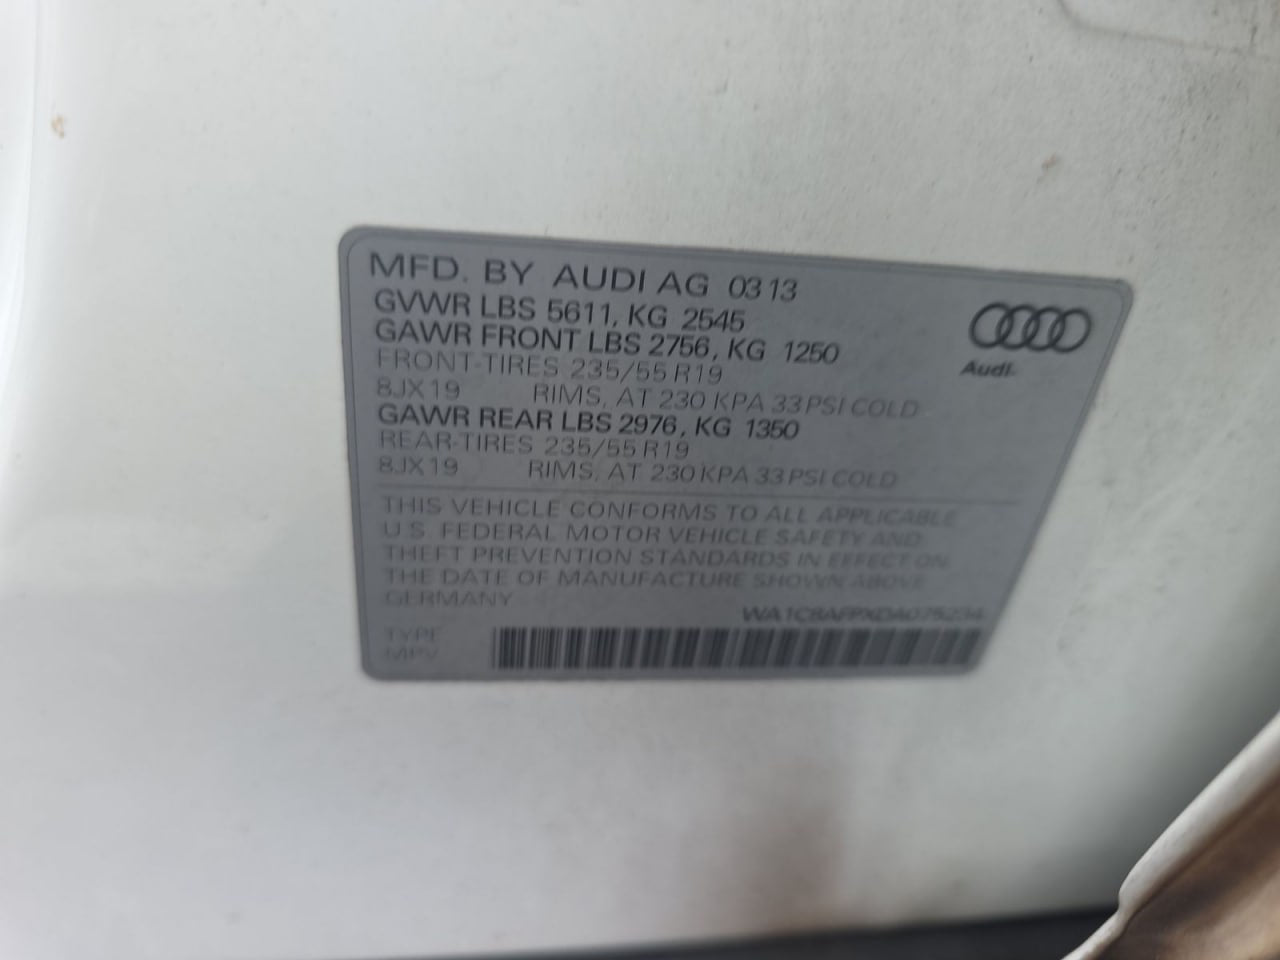 MFD. BY AUDI AG 0313
GVWR LBS 5611, KG 2545
GAWR FRONT LBS 2756, KG 1250
FRONT-TIRES 235/55 R19
8JX19 RIMS, AT 230 KPA 33 PSI COLD
GAWR REAR LBS 2976, KG 1350
REAR-TIRES 235/55 R19
8JX19 RIMS, AT 230 KPA 33 PSI COLD
Audi
THIS VEHICLE CONFORMS TO ALL APPLICABLE
U.S. FEDERAL MOTOR VEHICLE SAFETY AND
THEFT PREVENTION STANDARDS IN EFFECT ON
THE DATE OF MANUFACTURE SHOWN ABOVE
GERMANY
TYPE
MPV